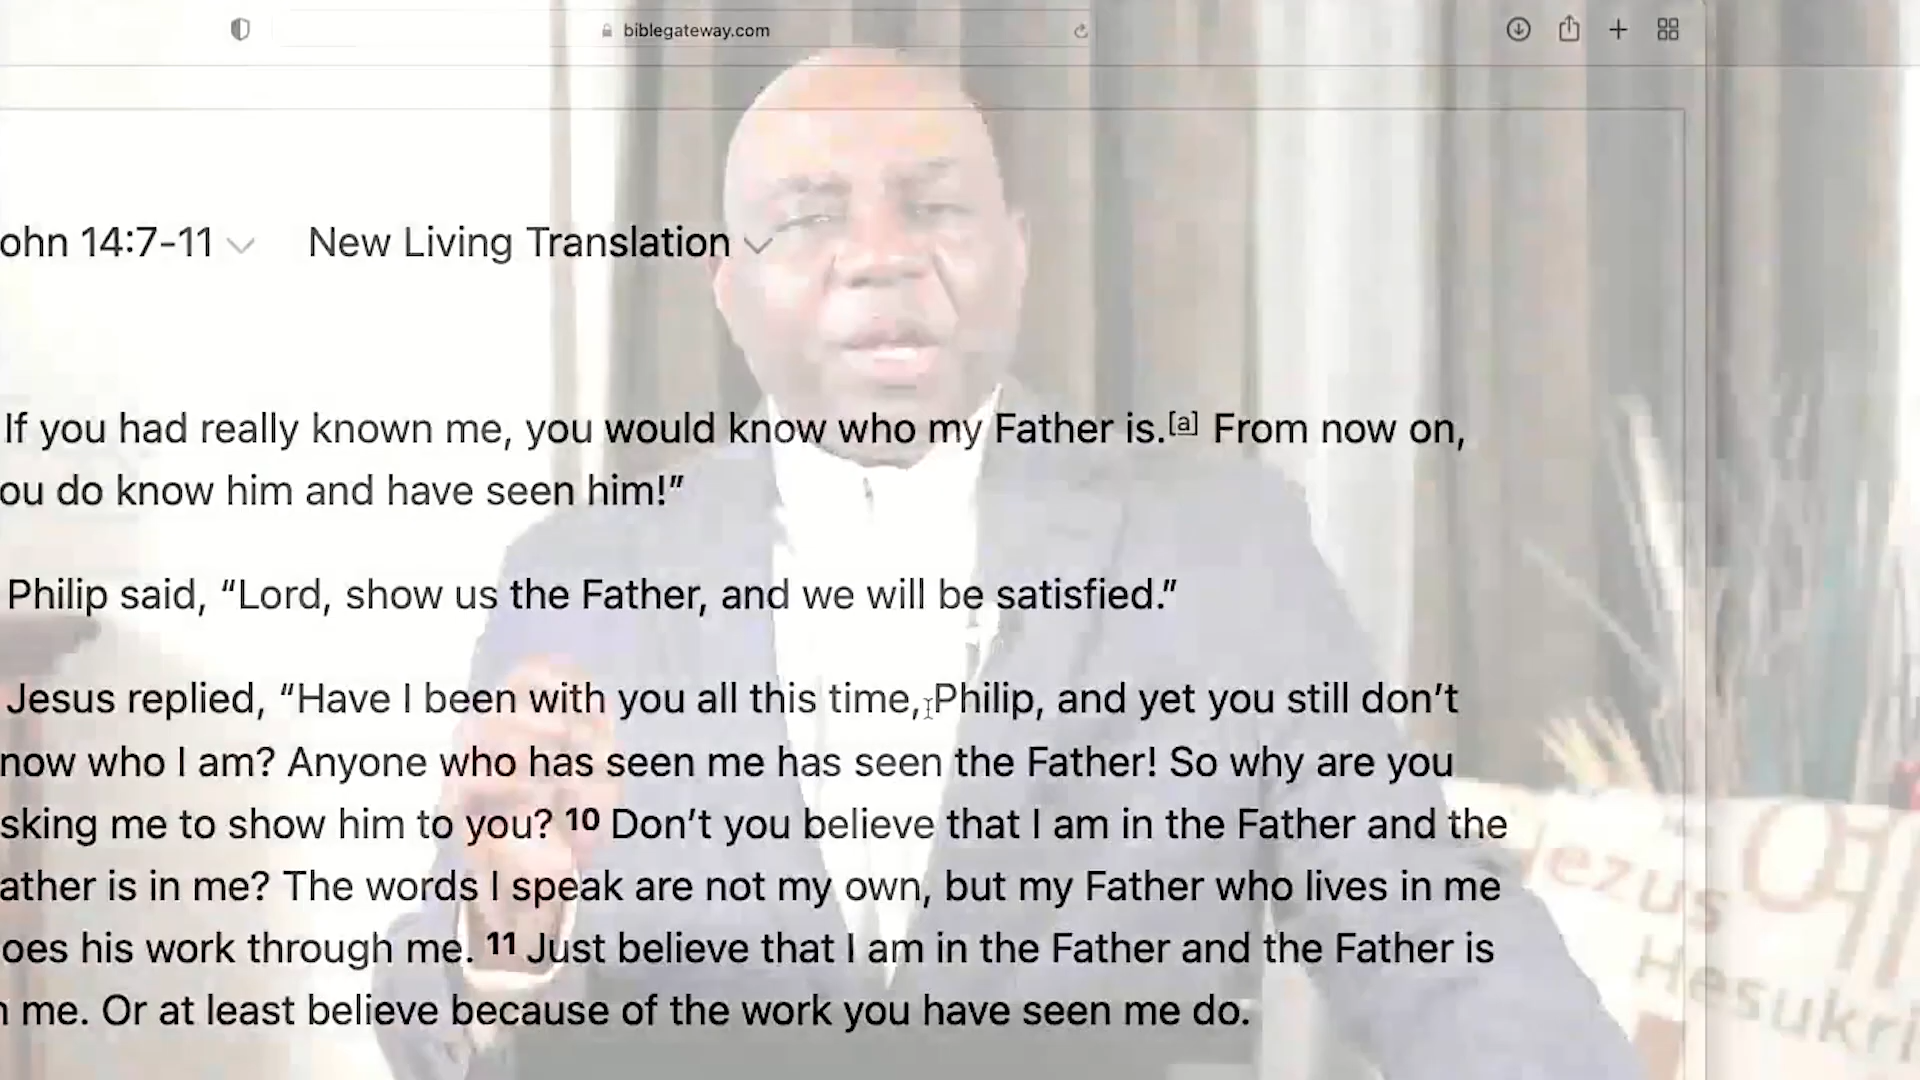 biblegateway.com
ohn 14:7-11 New Living Translation
If you had really known me, you would know who my Father is.[a] From now on,
ou do know him and have seen him!”
Philip said, “Lord, show us the Father, and we will be satisfied.”
Jesus replied, “Have I been with you all this time, Philip, and yet you still don’t
now who I am? Anyone who has seen me has seen the Father! So why are you
sking me to show him to you? 10 Don’t you believe that I am in the Father and the
ather is in me? The words I speak are not my own, but my Father who lives in me
oes his work through me. 11 Just believe that I am in the Father and the Father is
n me. Or at least believe because of the work you have seen me do.
Jezus
Hesukri